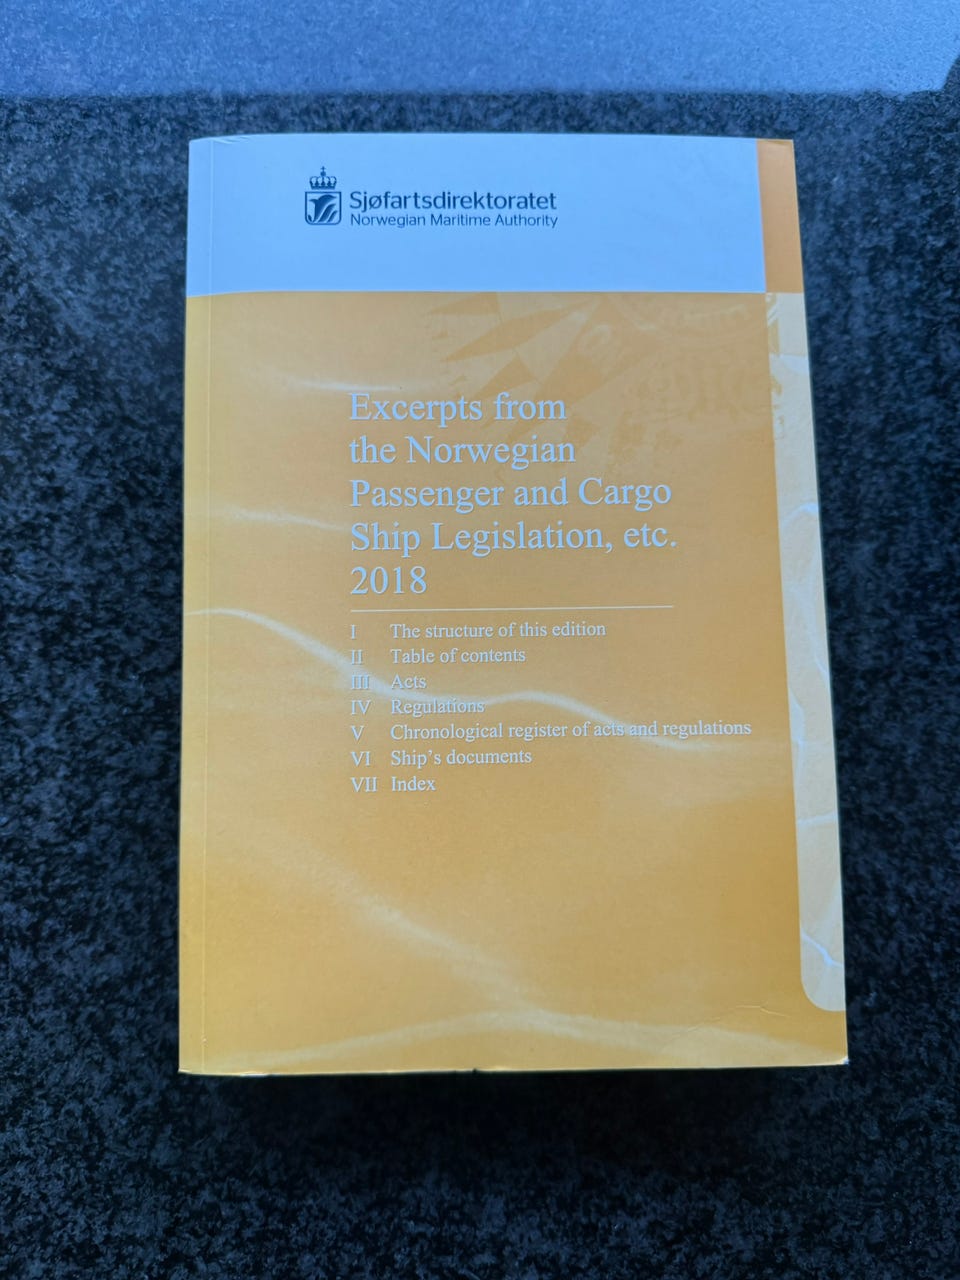 Sjøfartsdirektoratet
Norwegian Maritime Authority
Excerpts from
the Norwegian
Passenger and Cargo
Ship Legislation, etc.
2018
I The structure of this edition
II Table of contents
III Acts
IV Regulations
V Chronological register of acts and regulations
VI Ship's documents
VII Index